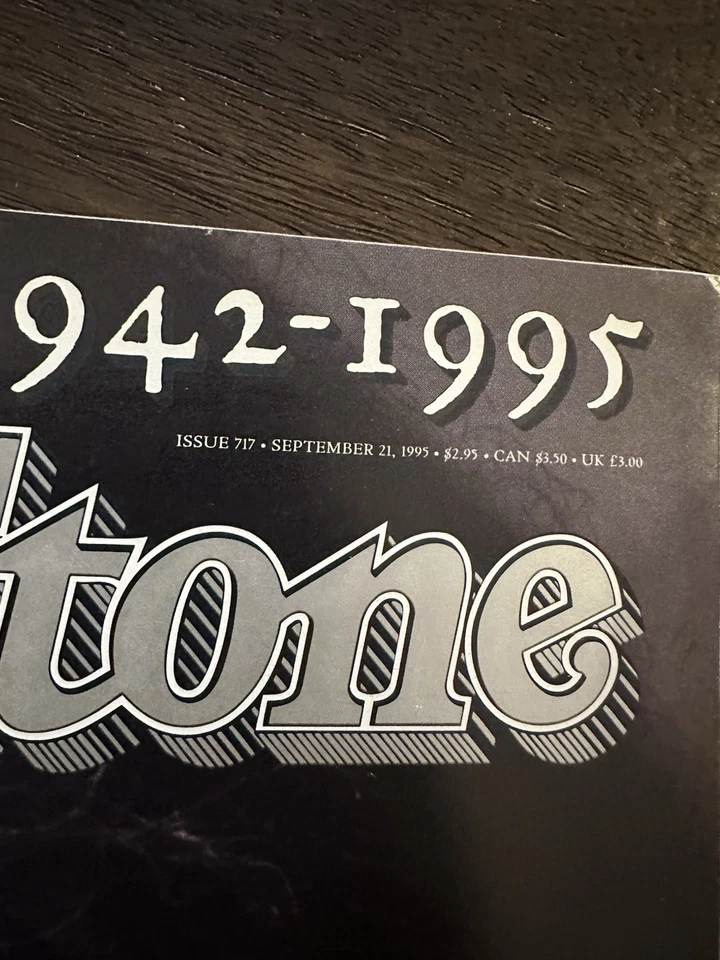 942-1995
ISSUE 717 • SEPTEMBER 21, 1995 • $2.95 • CAN $3.50 • UK £3.00
tone